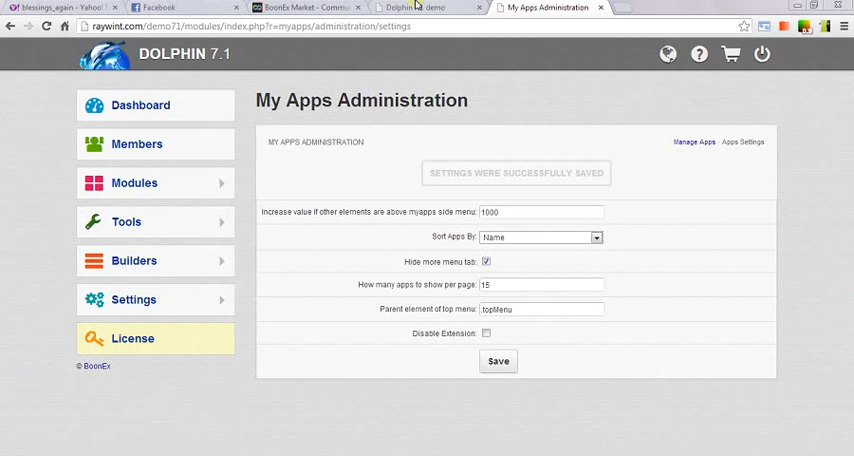 blessings_again - Yahoo! Facebook BoonEx Market - Commu Dolphin demo My Apps Administration
raywint.com/demo71/modules/index.php?r=myapps/administration/settings
DOLPHIN 7.1
Dashboard
Members
Modules
Tools
Builders
Settings
License
© BoonEx
My Apps Administration
MY APPS ADMINISTRATION Manage Apps · Apps Settings
SETTINGS WERE SUCCESSFULLY SAVED
Increase value if other elements are above myapps side menu: 1000
Sort Apps By: Name
Hide more menu tab:
How many apps to show per page: 15
Parent element of top menu: .topMenu
Disable Extension:
Save